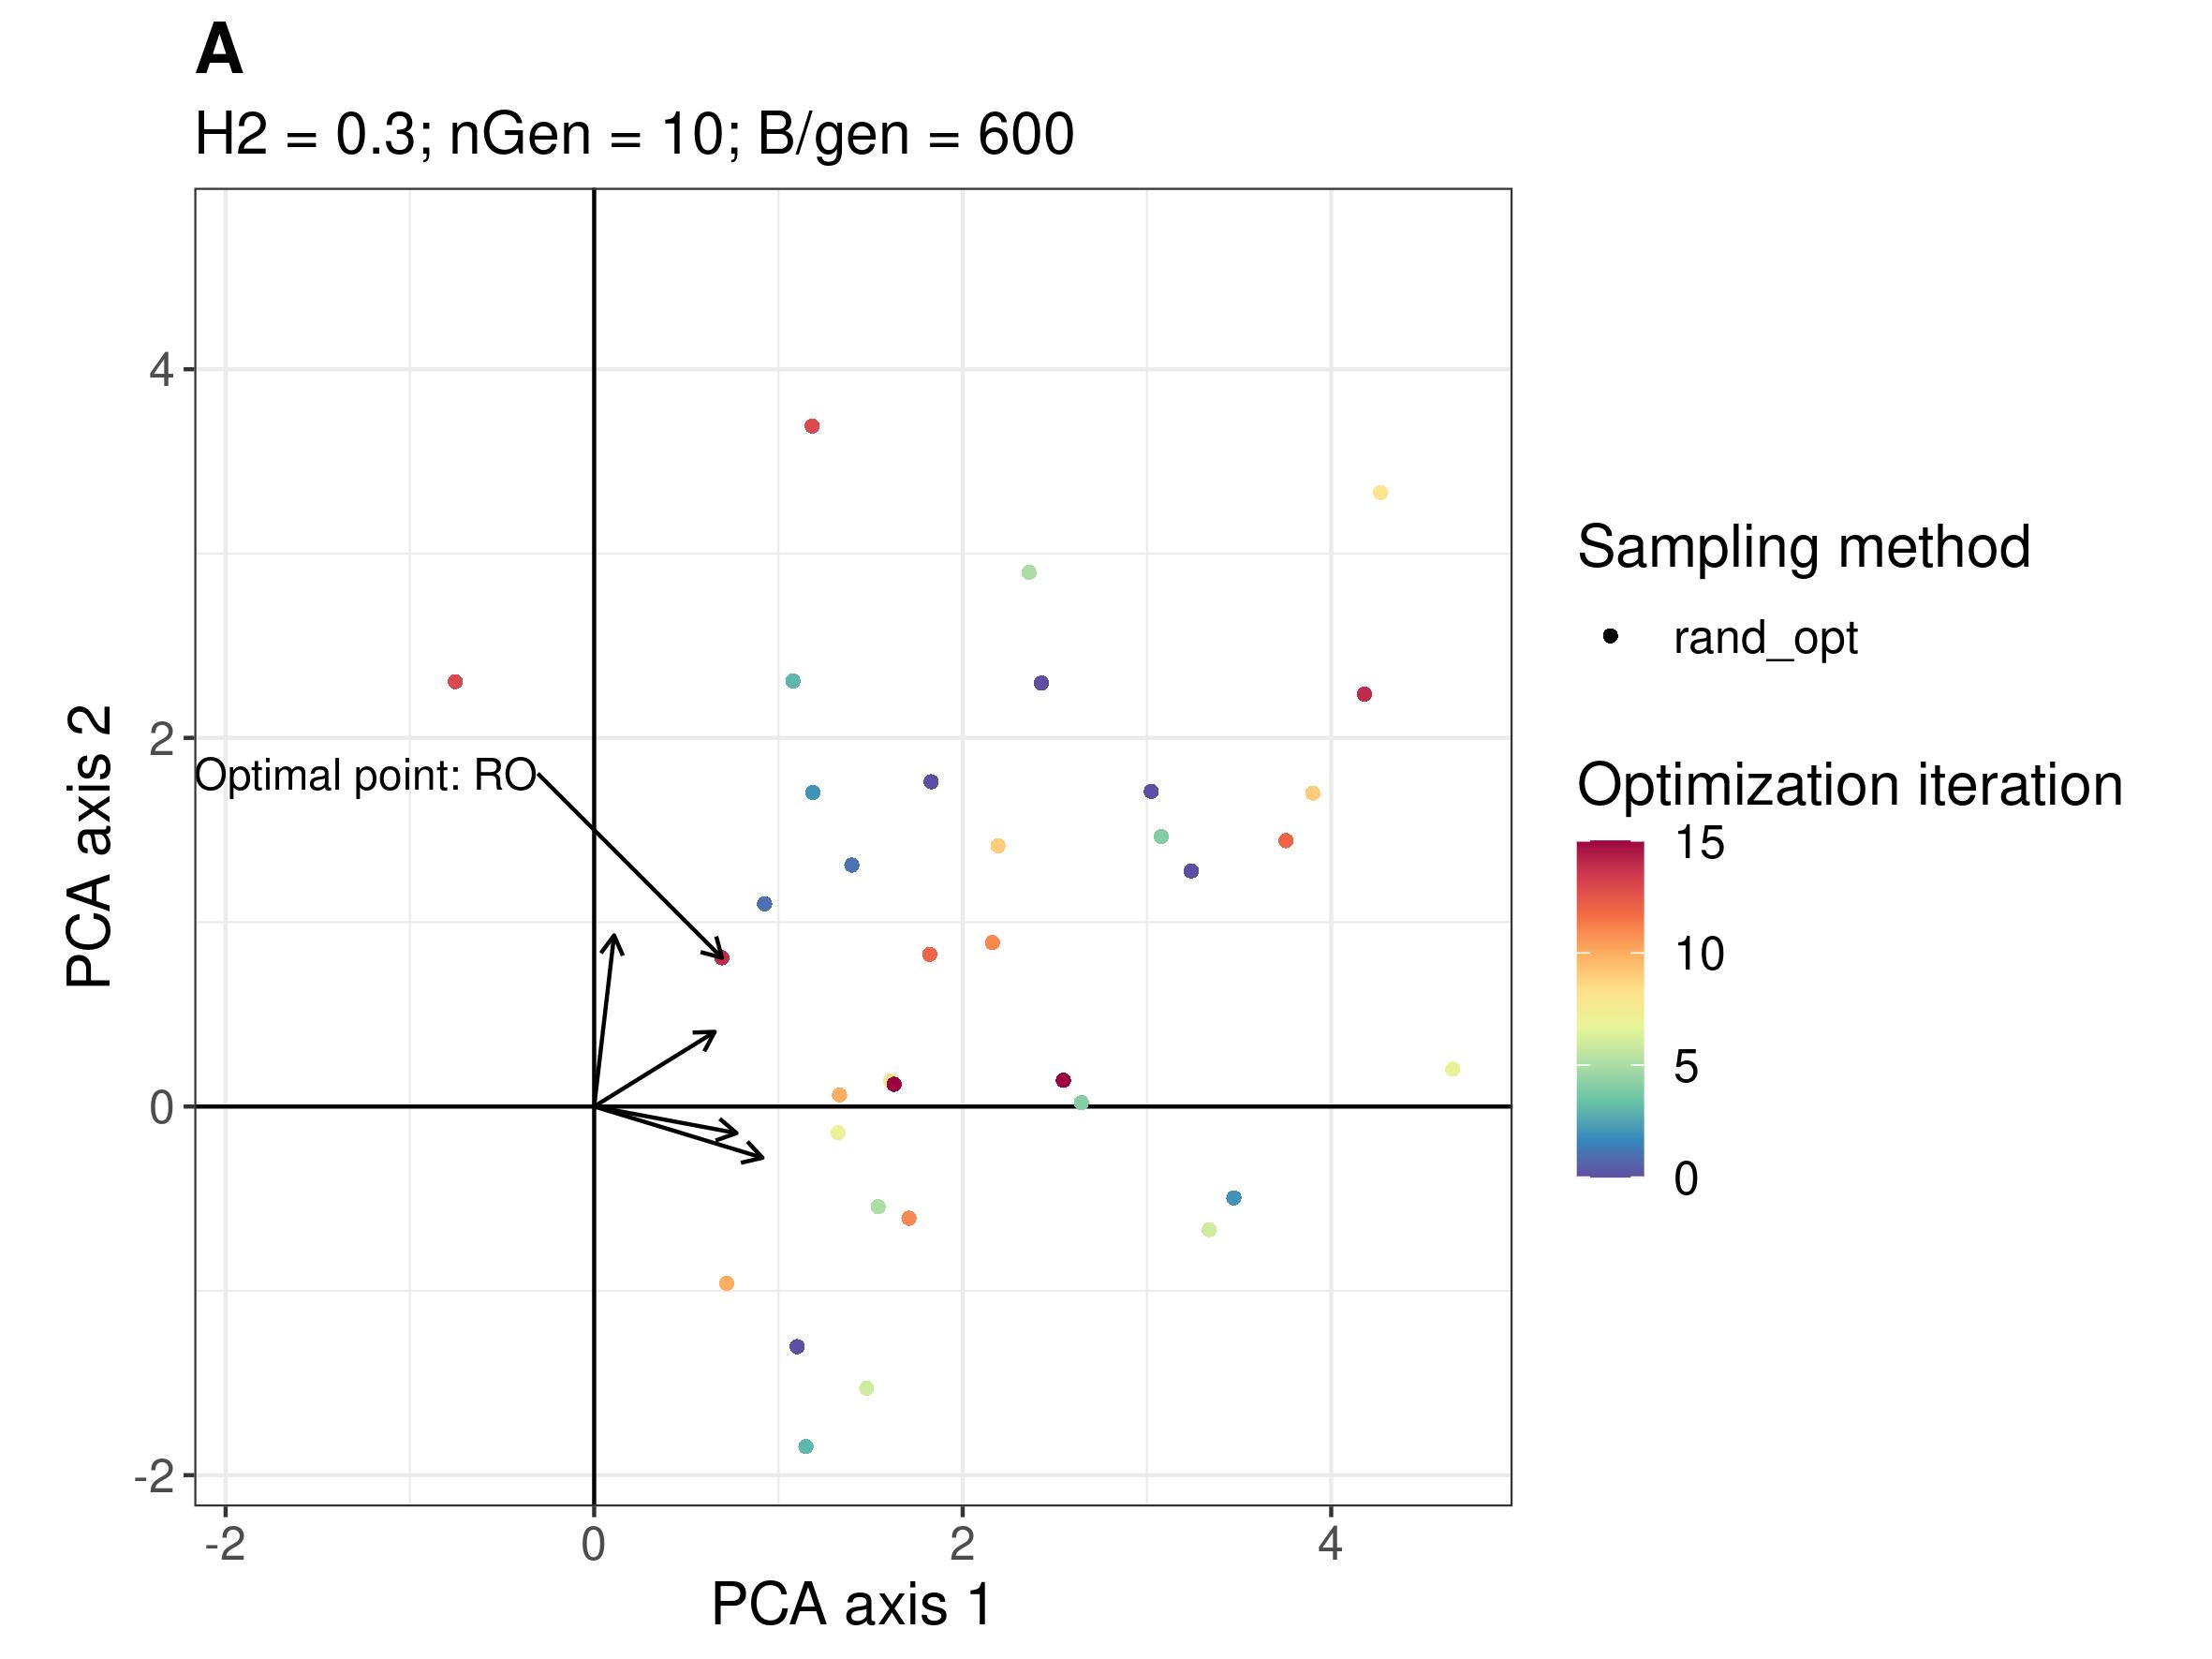 A
H2 = 0.3; nGen = 10; B/gen = 600
4
2
0
-2
Optimal point: RO
-2
0
2
4
PCA axis 1
PCA axis 2
Sampling method
rand_opt
Optimization iteration
15
10
5
0